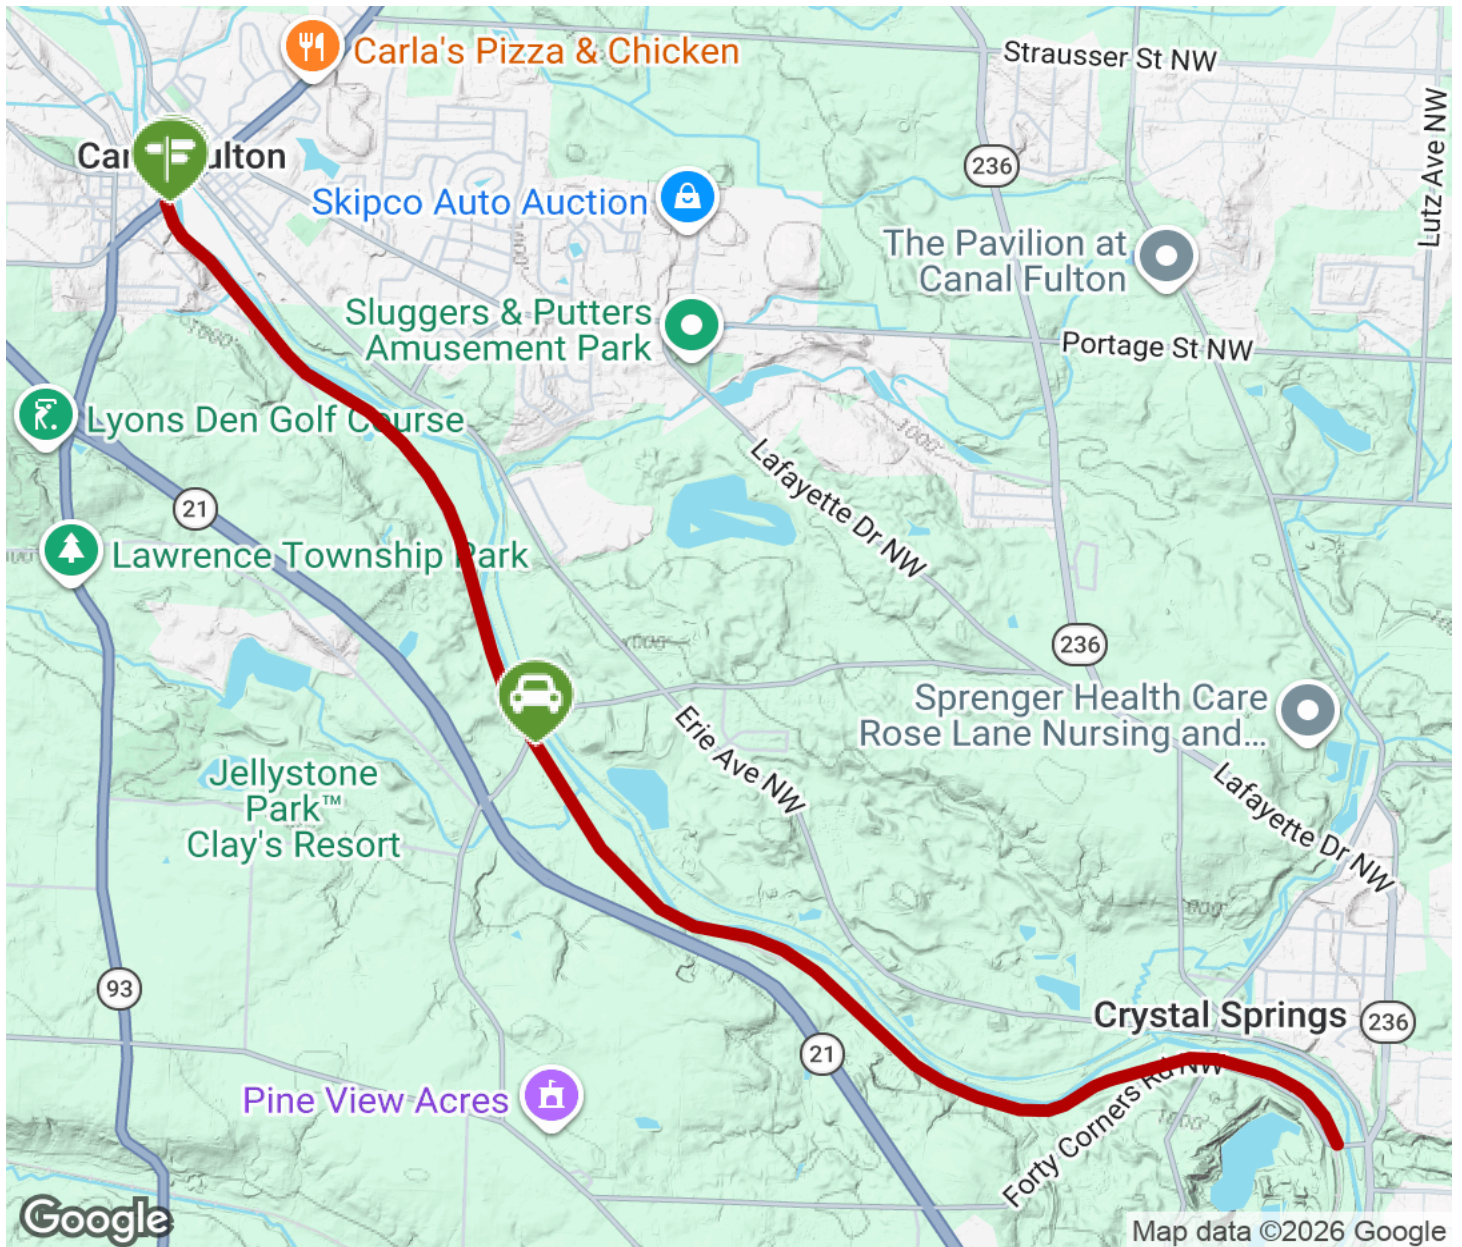 Carla's Pizza & Chicken
Strausser St NW
Lutz Ave NW
236
Skipco Auto Auction
The Pavilion at
Canal Fulton
Sluggers & Putters
Amusement Park
Portage St NW
1000'
Lyons Den Golf Course
1000'
Lafayette Dr NW
21
Lawrence Township Park
236
Sprenger Health Care
Rose Lane Nursing and...
Erie Ave NW
Jellystone
Park™
Clay's Resort
Lafayette Dr NW
93
Crystal Springs
236
21
Forty Corners Rd NW
Pine View Acres
Google
Map data ©2026 Google